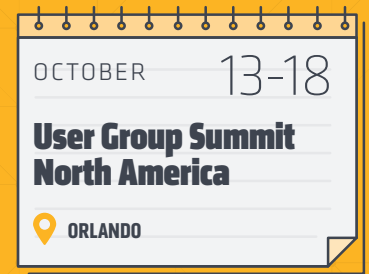 OCTOBER 13-18
User Group Summit
North America
ORLANDO